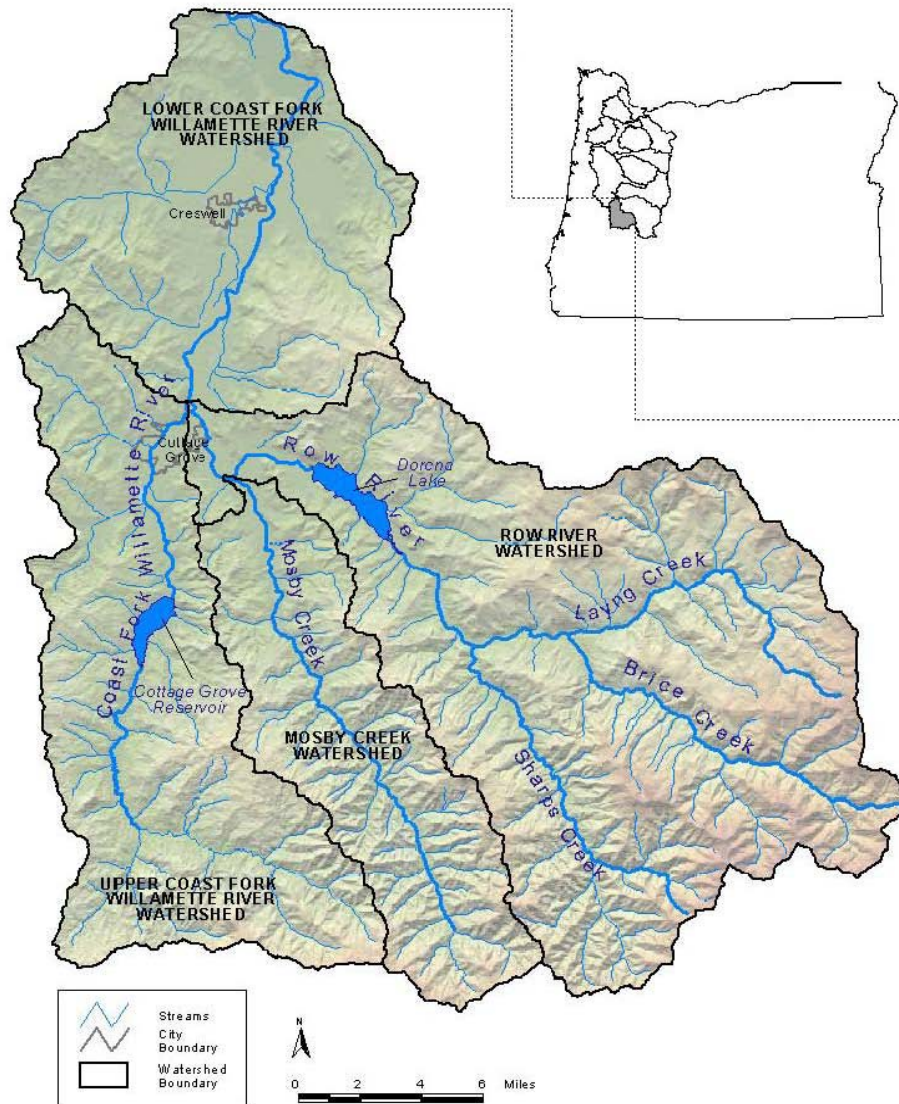 LOWER COAST FORK
WILLAMETTE RIVER
WATERSHED
Creswell
Coast Fork Willamette River
Cottage
Grove
Row River
Dorena
Lake
ROW RIVER
WATERSHED
Mosby Creek
Layng Creek
Brice Creek
Cottage Grove
Reservoir
MOSBY CREEK
WATERSHED
Sharps Creek
UPPER COAST FORK
WILLAMETTE RIVER
WATERSHED
Streams
City
Boundary
Watershed
Boundary
N
0 2 4 6 Miles